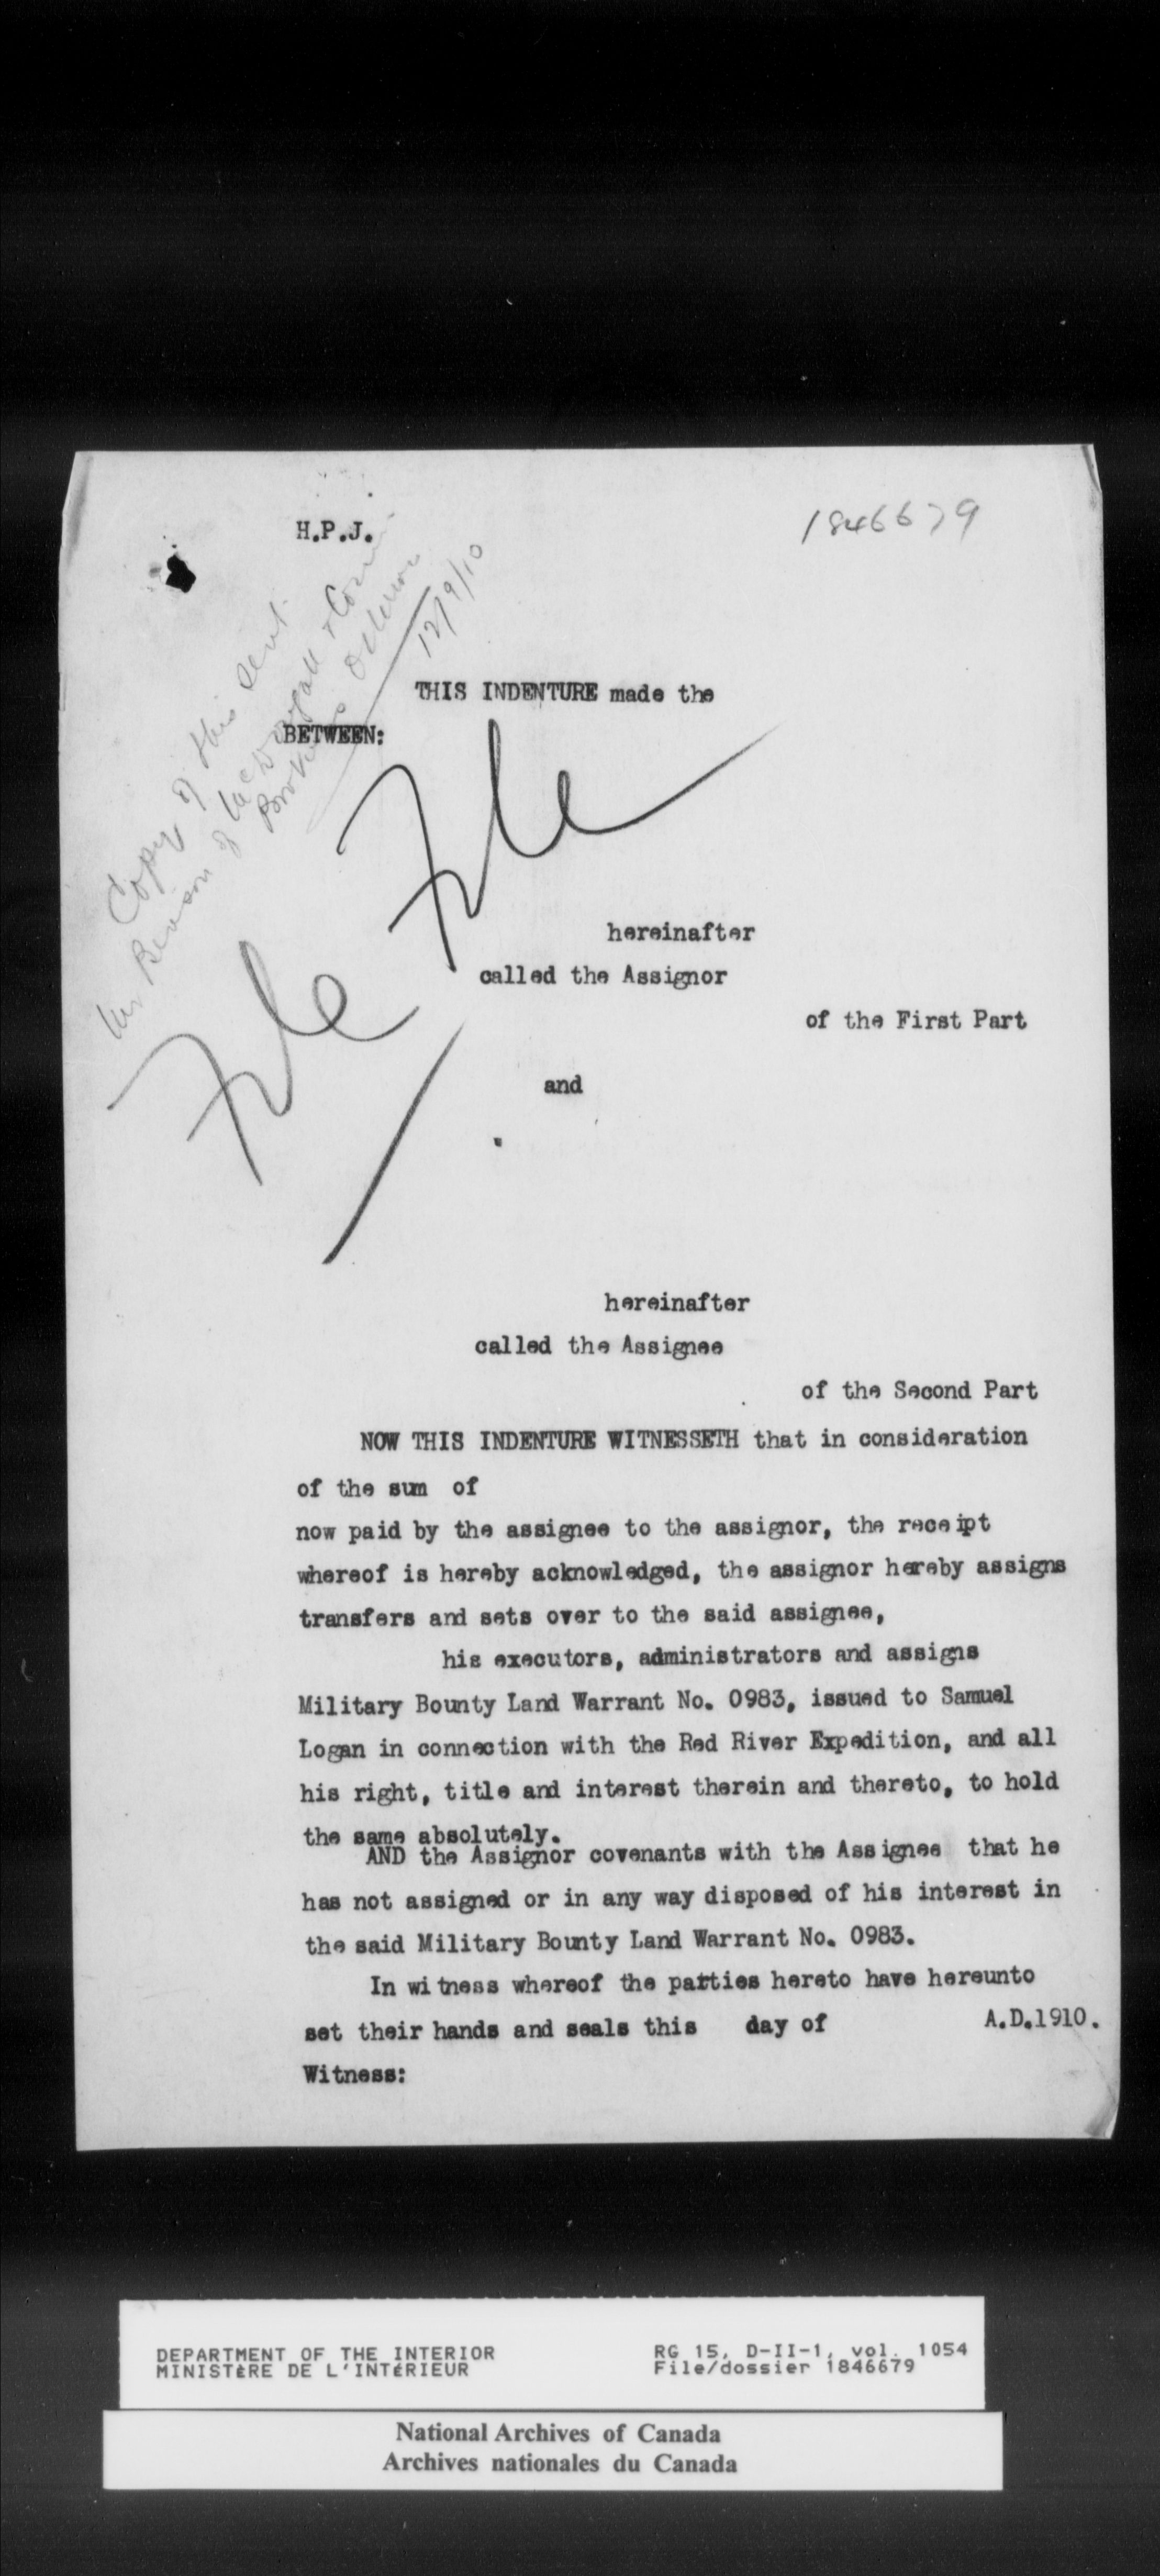 H.P.J.
1846679
Copy of this sent
Mr Benson of MacDougall & Com
Brokers Ottawa
12/9/10
THIS INDENTURE made the
BETWEEN:
File
hereinafter
called the Assignor
of the First Part
File
and
hereinafter
called the Assignee
of the Second Part
NOW THIS INDENTURE WITNESSETH that in consideration
of the sum of
now paid by the assignee to the assignor, the receipt
whereof is hereby acknowledged, the assignor hereby assigns
transfers and sets over to the said assignee,
his executors, administrators and assigns
Military Bounty Land Warrant No. 0983, issued to Samuel
Logan in connection with the Red River Expedition, and all
his right, title and interest therein and thereto, to hold
the same absolutely.
AND the Assignor covenants with the Assignee that he
has not assigned or in any way disposed of his interest in
the said Military Bounty Land Warrant No. 0983.
In witness whereof the parties hereto have hereunto
set their hands and seals this day of A.D.1910.
Witness:
DEPARTMENT OF THE INTERIOR
MINISTÈRE DE L'INTÉRIEUR
RG 15, D-II-1, vol. 1054
File/dossier 1846679
National Archives of Canada
Archives nationales du Canada